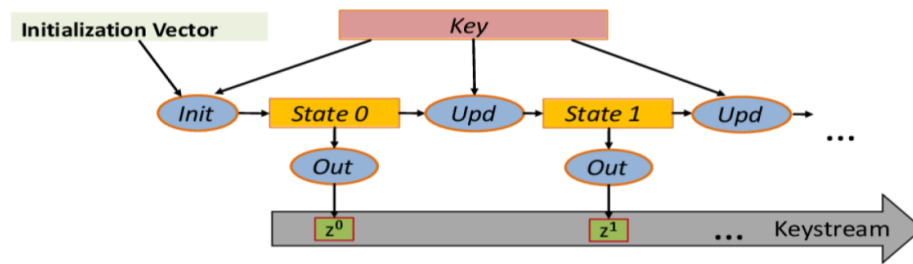 Initialization Vector
Key
Init
State 0
Upd
State 1
Upd
...
Out
Out
z⁰
z¹
...
Keystream